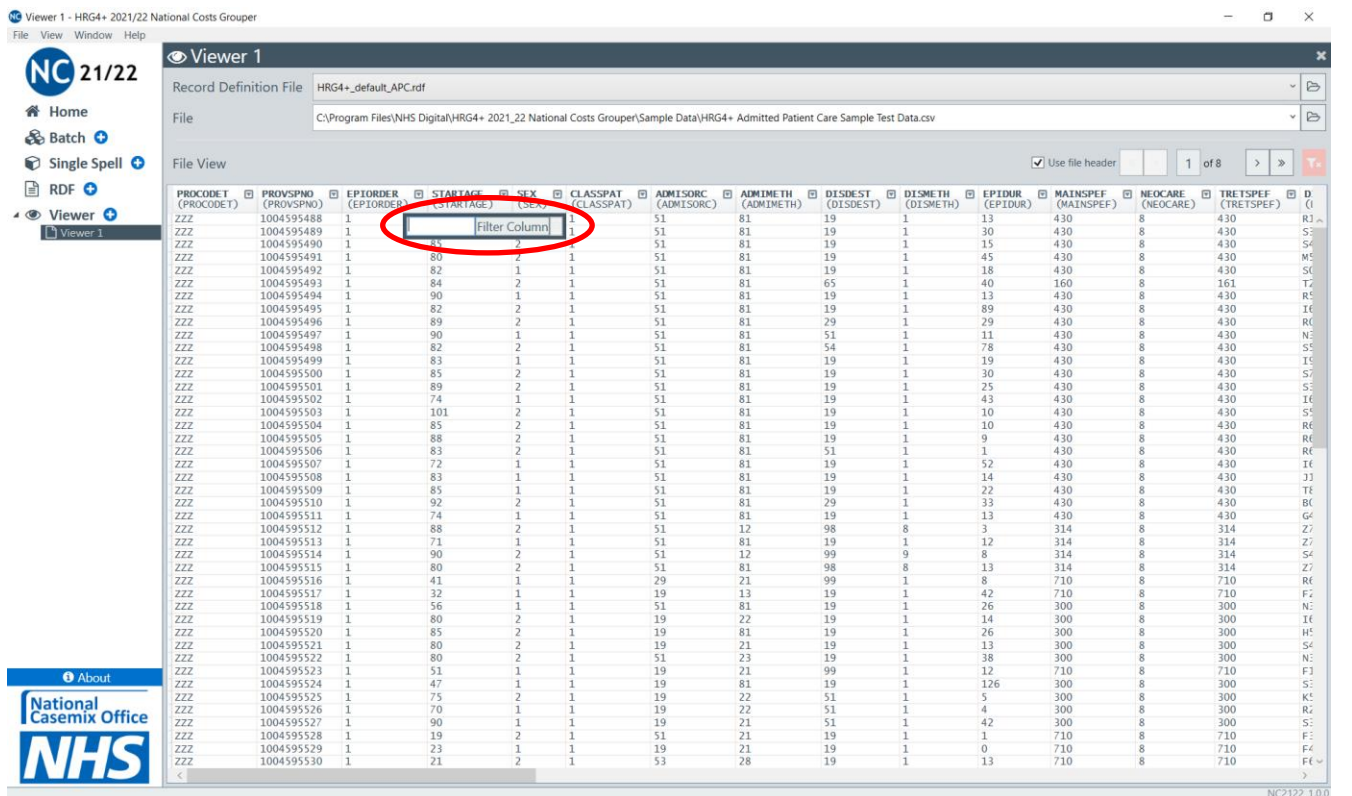 Viewer 1 - HRG4+ 2021/22 National Costs Grouper
File View Window Help
NC 21/22
Home
Batch
Single Spell
RDF
Viewer
Viewer 1
About
National
Casemix Office
NHS
Viewer 1
Record Definition File HRG4+_default_APC.rdf
File C:\Program Files\NHS Digital\HRG4+ 2021_22 National Costs Grouper\Sample Data\HRG4+ Admitted Patient Care Sample Test Data.csv
File View Use file header 1 of 8 > »
PROCODET PROVSPNO EPIORDER STARTAGE SEX CLASSPAT ADMISORC ADMIMETH DISDEST DISMETH EPIDUR MAINSPEF NEOCARE TRETSPEF D
(PROCODET) (PROVSPNO) (EPIORDER) (STARTAGE) (SEX) (CLASSPAT) (ADMISORC) (ADMIMETH) (DISDEST) (DISMETH) (EPIDUR) (MAINSPEF) (NEOCARE) (TRETSPEF)
ZZZ 1004595488 1 1 51 81 19 1 13 430 8 430
Filter Column
ZZZ 1004595489 1 1 51 81 19 1 30 430 8 430
ZZZ 1004595490 1 85 2 1 51 81 19 1 15 430 8 430
ZZZ 1004595491 1 80 2 1 51 81 19 1 45 430 8 430
ZZZ 1004595492 1 82 1 1 51 81 19 1 18 430 8 430
ZZZ 1004595493 1 84 2 1 51 81 65 1 40 160 8 161
ZZZ 1004595494 1 90 1 1 51 81 19 1 13 430 8 430
ZZZ 1004595495 1 82 2 1 51 81 19 1 89 430 8 430
ZZZ 1004595496 1 89 2 1 51 81 29 1 29 430 8 430
ZZZ 1004595497 1 90 1 1 51 81 51 1 11 430 8 430
ZZZ 1004595498 1 82 2 1 51 81 54 1 78 430 8 430
ZZZ 1004595499 1 83 1 1 51 81 19 1 19 430 8 430
ZZZ 1004595500 1 85 2 1 51 81 19 1 30 430 8 430
ZZZ 1004595501 1 89 2 1 51 81 19 1 25 430 8 430
ZZZ 1004595502 1 74 1 1 51 81 19 1 43 430 8 430
ZZZ 1004595503 1 101 2 1 51 81 19 1 10 430 8 430
ZZZ 1004595504 1 85 2 1 51 81 19 1 10 430 8 430
ZZZ 1004595505 1 88 2 1 51 81 19 1 9 430 8 430
ZZZ 1004595506 1 83 2 1 51 81 51 1 1 430 8 430
ZZZ 1004595507 1 72 1 1 51 81 19 1 52 430 8 430
ZZZ 1004595508 1 83 1 1 51 81 19 1 14 430 8 430
ZZZ 1004595509 1 85 1 1 51 81 19 1 22 430 8 430
ZZZ 1004595510 1 92 2 1 51 81 29 1 33 430 8 430
ZZZ 1004595511 1 74 1 1 51 81 19 1 13 430 8 430
ZZZ 1004595512 1 88 2 1 51 12 98 8 3 314 8 314
ZZZ 1004595513 1 71 1 1 51 81 19 1 12 314 8 314
ZZZ 1004595514 1 90 2 1 51 12 99 9 8 314 8 314
ZZZ 1004595515 1 80 2 1 51 81 98 8 13 314 8 314
ZZZ 1004595516 1 41 1 1 29 21 99 1 8 710 8 710
ZZZ 1004595517 1 32 1 1 19 13 19 1 42 710 8 710
ZZZ 1004595518 1 56 1 1 51 81 19 1 26 300 8 300
ZZZ 1004595519 1 80 2 1 19 22 19 1 14 300 8 300
ZZZ 1004595520 1 85 2 1 19 81 19 1 26 300 8 300
ZZZ 1004595521 1 80 2 1 19 21 19 1 13 300 8 300
ZZZ 1004595522 1 80 2 1 51 23 19 1 38 300 8 300
ZZZ 1004595523 1 51 1 1 19 21 99 1 12 710 8 710
ZZZ 1004595524 1 47 1 1 19 81 19 1 126 300 8 300
ZZZ 1004595525 1 75 2 1 19 22 51 1 5 300 8 300
ZZZ 1004595526 1 70 1 1 19 22 51 1 4 300 8 300
ZZZ 1004595527 1 90 1 1 19 21 51 1 42 300 8 300
ZZZ 1004595528 1 19 2 1 51 21 19 1 1 710 8 710
ZZZ 1004595529 1 23 1 1 19 21 19 1 0 710 8 710
ZZZ 1004595530 1 21 2 1 53 28 19 1 13 710 8 710
NC2122_1.0.0